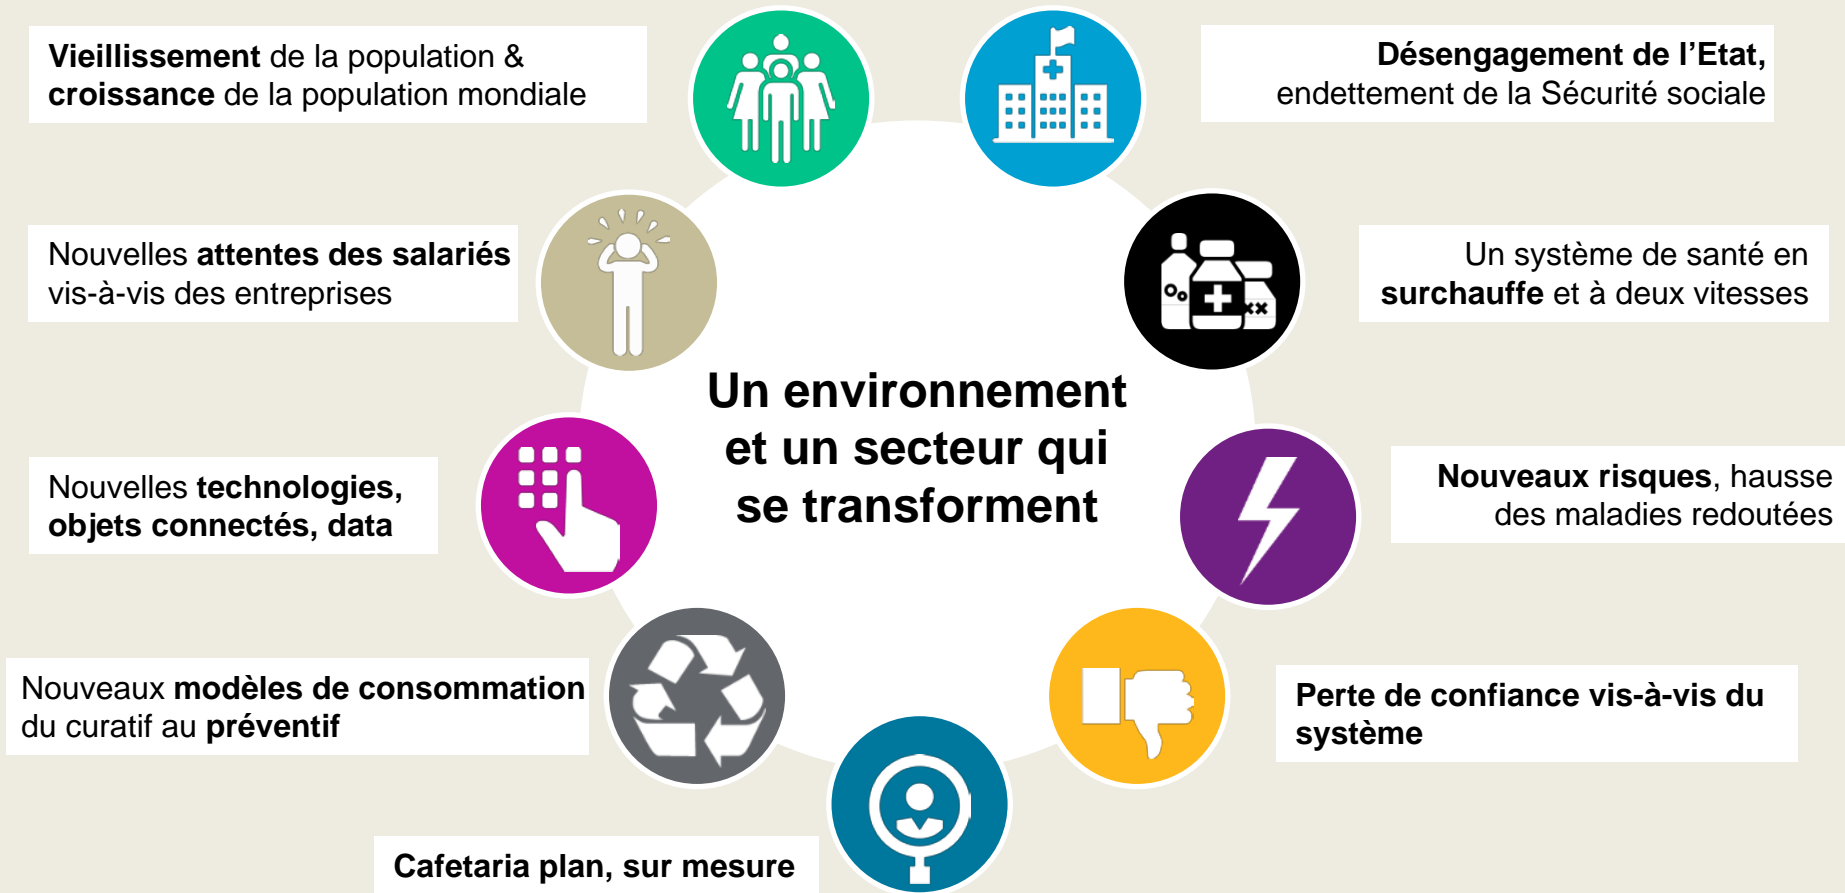 Vieillissement de la population &
croissance de la population mondiale
Désengagement de l’Etat,
endettement de la Sécurité sociale
Nouvelles attentes des salariés
vis-à-vis des entreprises
Un système de santé en
surchauffe et à deux vitesses
Un environnement
et un secteur qui
se transforment
Nouvelles technologies,
objets connectés, data
Nouveaux risques, hausse
des maladies redoutées
Nouveaux modèles de consommation
du curatif au préventif
Perte de confiance vis-à-vis du
système
Cafetaria plan, sur mesure